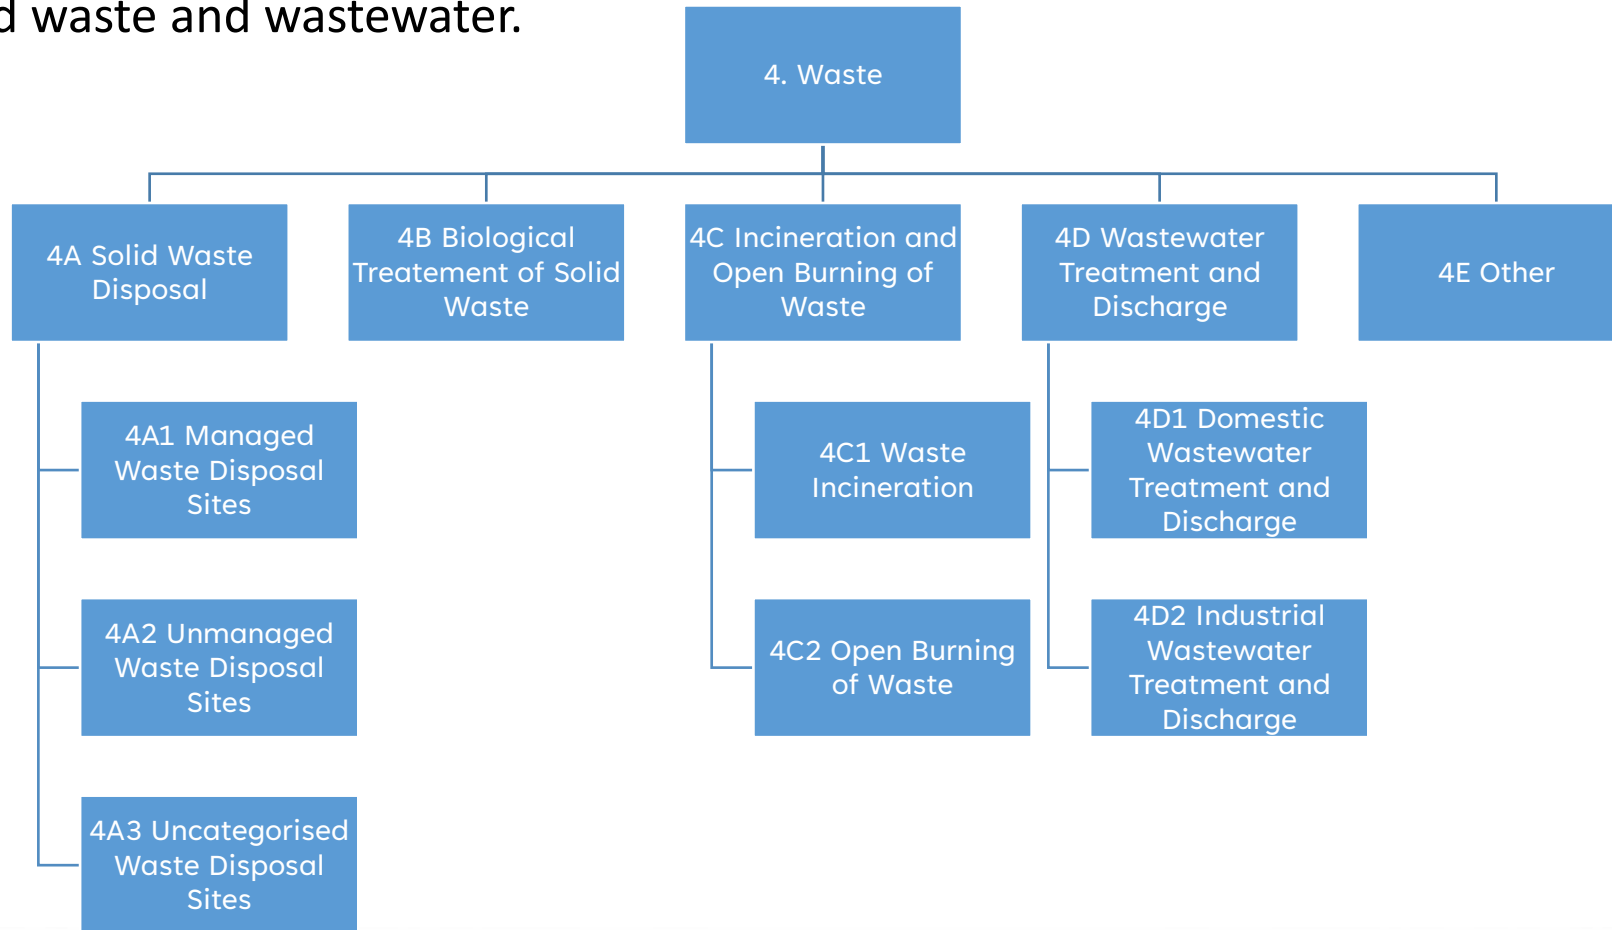 waste and wastewater.
4. Waste
4A Solid Waste
Disposal
4B Biological
Treatement of Solid
Waste
4C Incineration and
Open Burning of
Waste
4D Wastewater
Treatment and
Discharge
4E Other
4A1 Managed
Waste Disposal
Sites
4A2 Unmanaged
Waste Disposal
Sites
4A3 Uncategorised
Waste Disposal
Sites
4C1 Waste
Incineration
4C2 Open Burning
of Waste
4D1 Domestic
Wastewater
Treatment and
Discharge
4D2 Industrial
Wastewater
Treatment and
Discharge